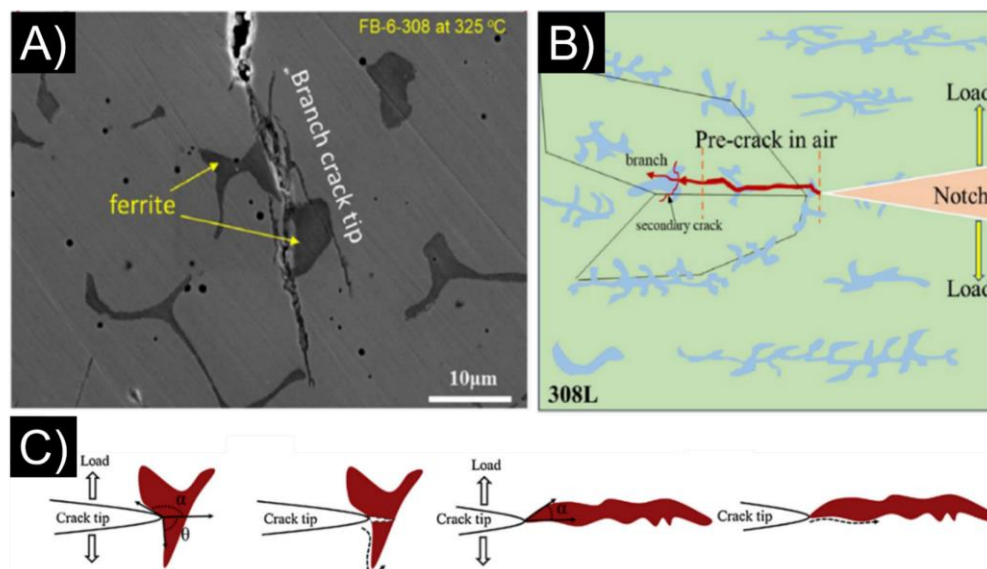 A)
FB-6-308 at 325 °C
Branch crack tip
ferrite
10μm
B)
Load
Pre-crack in air
branch
Notch
secondary crack
Load
308L
C)
Load
α
Crack tip
θ
Crack tip
Load
α
Crack tip
Crack tip